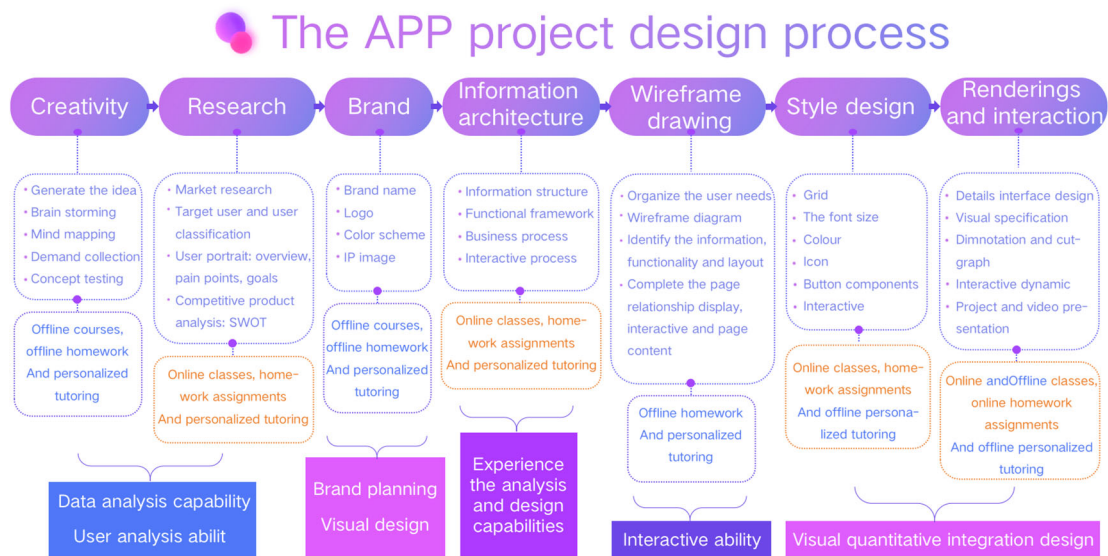 The APP project design process
Creativity
Research
Brand
Information
architecture
Wireframe
drawing
Style design
Renderings
and interaction
• Generate the idea
• Brain storming
• Mind mapping
• Demand collection
• Concept testing
Offline courses,
offline homework
And personalized
tutoring
• Market research
• Target user and user
classification
• User portrait: overview,
pain points, goals
• Competitive product
analysis: SWOT
Online classes, home-
work assignments
And personalized tutoring
• Brand name
• Logo
• Color scheme
• IP image
Offline courses,
offline homework
And personalized
tutoring
• Information structure
• Functional framework
• Business process
• Interactive process
Online classes, home-
work assignments
And personalized tutoring
• Organize the user needs
• Wireframe diagram
• Identify the information,
functionality and layout
• Complete the page
relationship display,
interactive and page
content
Offline homework
And personalized
tutoring
• Grid
• The font size
• Colour
• Icon
• Button components
• Interactive
Online classes, home-
work assignments
And offline persona-
lized tutoring
• Details interface design
• Visual specification
• Dimnotation and cut-
graph
• Interactive dynamic
• Project and video pre-
sentation
Online andOffline classes,
online homework
assignments
And offline personalized
tutoring
Data analysis capability
User analysis abilit
Brand planning
Visual design
Experience
the analysis
and design
capabilities
Interactive ability
Visual quantitative integration design